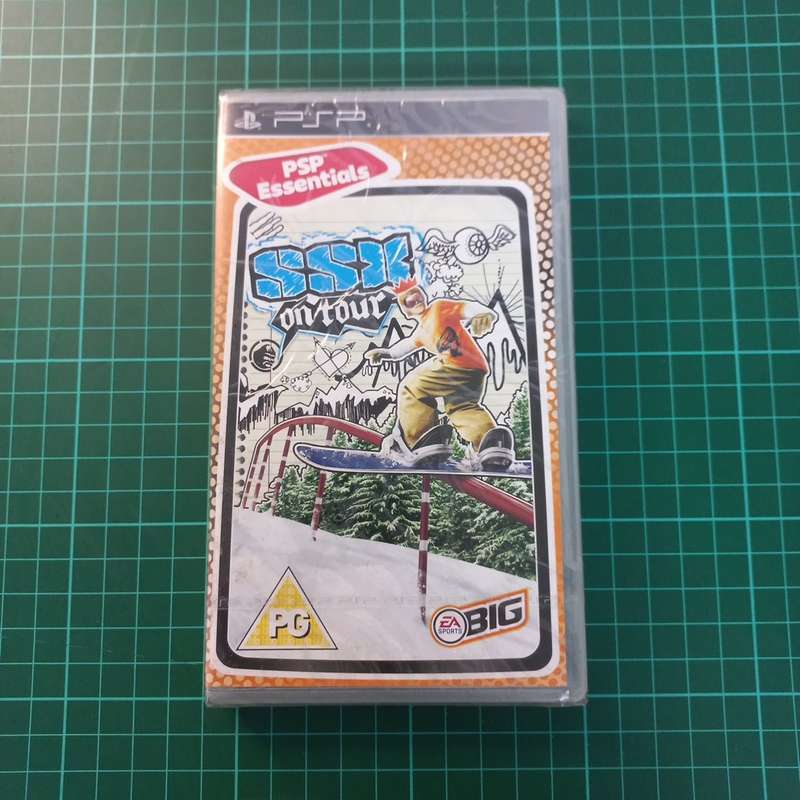 PSP
PSP
Essentials
SSX
on tour
PG
EA
SPORTS
BIG